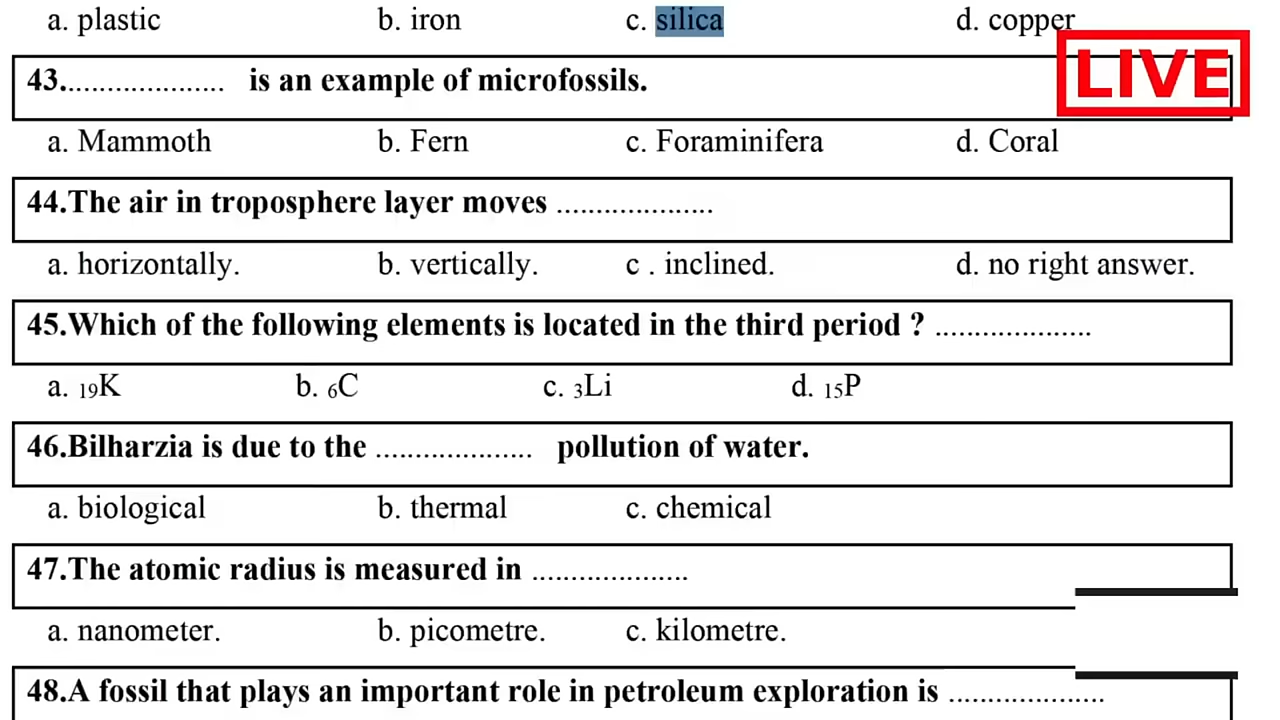 a. plastic b. iron c. silica d. copper
LIVE
43.................... is an example of microfossils.
a. Mammoth b. Fern c. Foraminifera d. Coral
44.The air in troposphere layer moves ....................
a. horizontally. b. vertically. c . inclined. d. no right answer.
45.Which of the following elements is located in the third period ? ....................
a. ₁₉K b. ₆C c. ₃Li d. ₁₅P
46.Bilharzia is due to the .................... pollution of water.
a. biological b. thermal c. chemical
47.The atomic radius is measured in ....................
a. nanometer. b. picometre. c. kilometre.
48.A fossil that plays an important role in petroleum exploration is ....................